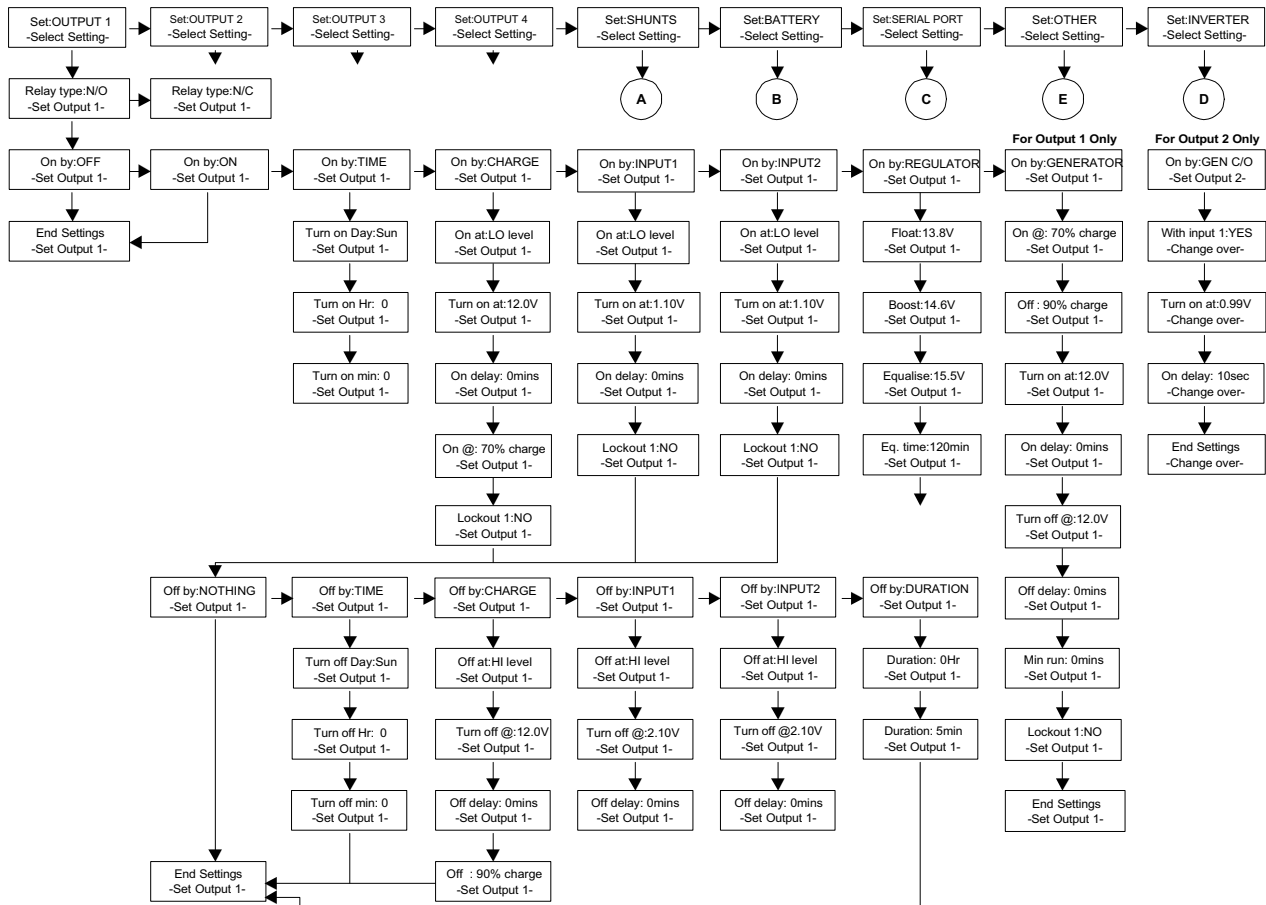 Set:OUTPUT 1
-Select Setting-
Set:OUTPUT 2
-Select Setting-
Set:OUTPUT 3
-Select Setting-
Set:OUTPUT 4
-Select Setting-
Set:SHUNTS
-Select Setting-
Set:BATTERY
-Select Setting-
Set:SERIAL PORT
-Select Setting-
Set:OTHER
-Select Setting-
Set:INVERTER
-Select Setting-
Relay type:N/O
-Set Output 1-
Relay type:N/C
-Set Output 1-
A
B
C
E
D
For Output 1 Only
For Output 2 Only
On by:OFF
-Set Output 1-
On by:ON
-Set Output 1-
On by:TIME
-Set Output 1-
On by:CHARGE
-Set Output 1-
On by:INPUT1
-Set Output 1-
On by:INPUT2
-Set Output 1-
On by:REGULATOR
-Set Output 1-
On by:GENERATOR
-Set Output 1-
On by:GEN C/O
-Set Output 2-
End Settings
-Set Output 1-
Turn on Day:Sun
-Set Output 1-
On at:LO level
-Set Output 1-
On at:LO level
-Set Output 1-
On at:LO level
-Set Output 1-
Float:13.8V
-Set Output 1-
On @: 70% charge
-Set Output 1-
With input 1:YES
-Change over-
Turn on Hr: 0
-Set Output 1-
Turn on at:12.0V
-Set Output 1-
Turn on at:1.10V
-Set Output 1-
Turn on at:1.10V
-Set Output 1-
Boost:14.6V
-Set Output 1-
Off : 90% charge
-Set Output 1-
Turn on at:0.99V
-Change over-
Turn on min: 0
-Set Output 1-
On delay: 0mins
-Set Output 1-
On delay: 0mins
-Set Output 1-
On delay: 0mins
-Set Output 1-
Equalise:15.5V
-Set Output 1-
Turn on at:12.0V
-Set Output 1-
On delay: 10sec
-Change over-
On @: 70% charge
-Set Output 1-
Lockout 1:NO
-Set Output 1-
Lockout 1:NO
-Set Output 1-
Eq. time:120min
-Set Output 1-
On delay: 0mins
-Set Output 1-
End Settings
-Change over-
Lockout 1:NO
-Set Output 1-
Turn off @:12.0V
-Set Output 1-
Off by:NOTHING
-Set Output 1-
Off by:TIME
-Set Output 1-
Off by:CHARGE
-Set Output 1-
Off by:INPUT1
-Set Output 1-
Off by:INPUT2
-Set Output 1-
Off by:DURATION
-Set Output 1-
Off delay: 0mins
-Set Output 1-
Turn off Day:Sun
-Set Output 1-
Off at:HI level
-Set Output 1-
Off at:HI level
-Set Output 1-
Off at:HI level
-Set Output 1-
Duration: 0Hr
-Set Output 1-
Min run: 0mins
-Set Output 1-
Turn off Hr: 0
-Set Output 1-
Turn off @:12.0V
-Set Output 1-
Turn off @:2.10V
-Set Output 1-
Turn off @2.10V
-Set Output 1-
Duration: 5min
-Set Output 1-
Lockout 1:NO
-Set Output 1-
Turn off min: 0
-Set Output 1-
Off delay: 0mins
-Set Output 1-
Off delay: 0mins
-Set Output 1-
Off delay: 0mins
-Set Output 1-
End Settings
-Set Output 1-
End Settings
-Set Output 1-
Off : 90% charge
-Set Output 1-